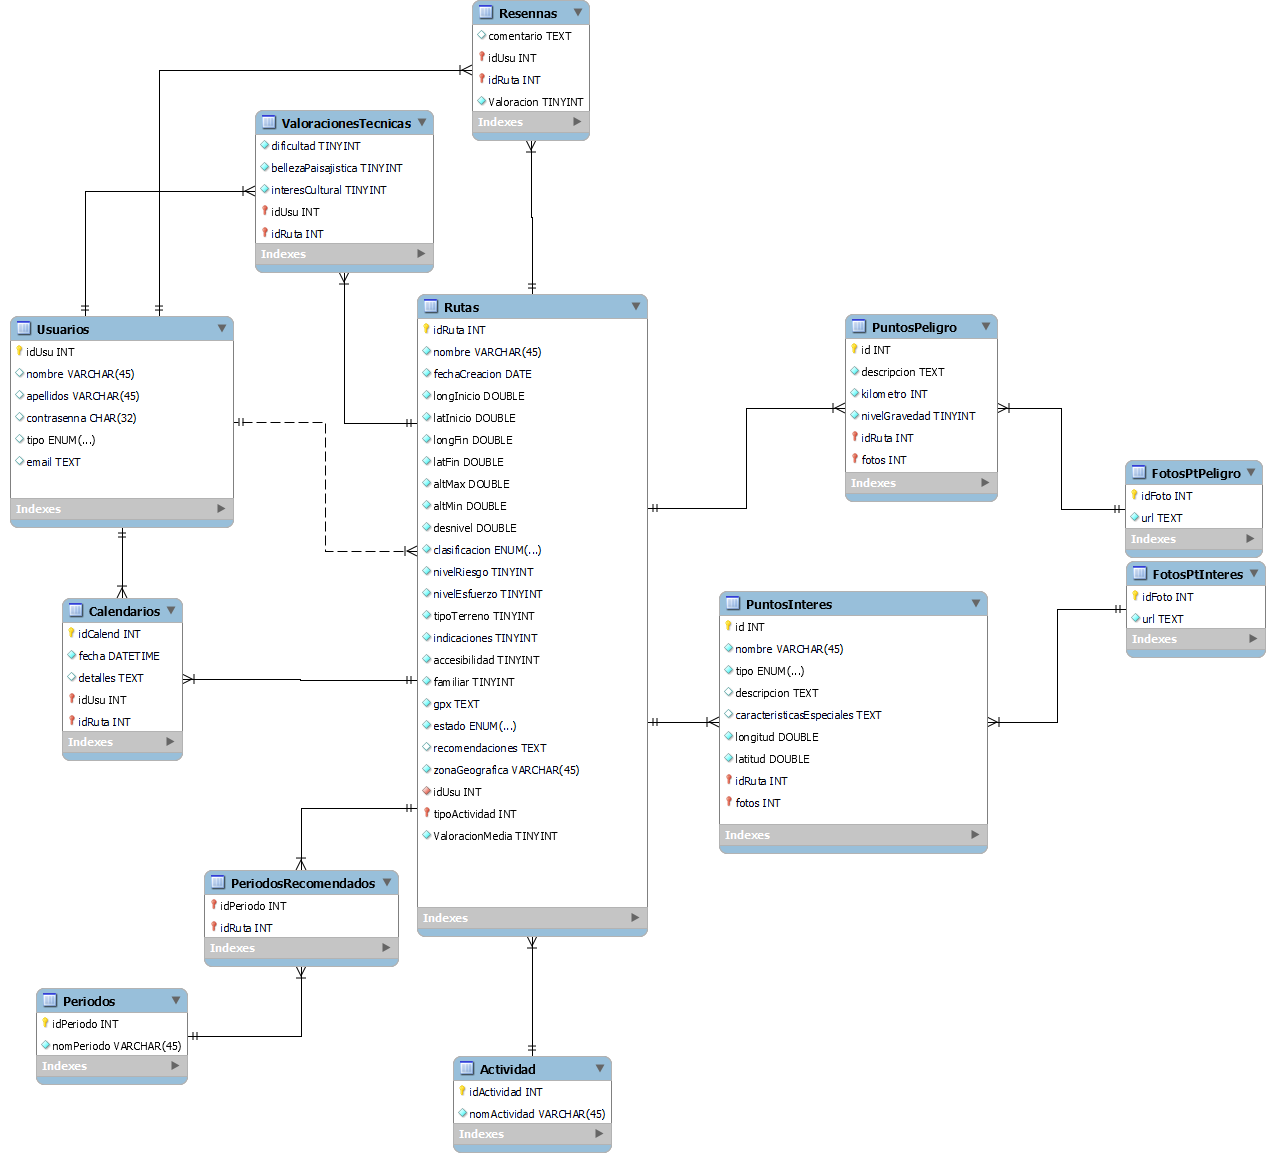 Resennas
comentario TEXT
idUsu INT
idRuta INT
Valoracion TINYINT
Indexes
ValoracionesTecnicas
dificultad TINYINT
bellezaPaisajistica TINYINT
interesCultural TINYINT
idUsu INT
idRuta INT
Indexes
Usuarios
idUsu INT
nombre VARCHAR(45)
apellidos VARCHAR(45)
contrasenna CHAR(32)
tipo ENUM(...)
email TEXT
Indexes
Rutas
idRuta INT
nombre VARCHAR(45)
fechaCreacion DATE
longInicio DOUBLE
latInicio DOUBLE
longFin DOUBLE
latFin DOUBLE
altMax DOUBLE
altMin DOUBLE
desnivel DOUBLE
clasificacion ENUM(...)
nivelRiesgo TINYINT
nivelEsfuerzo TINYINT
tipoTerreno TINYINT
indicaciones TINYINT
accesibilidad TINYINT
familiar TINYINT
gpx TEXT
estado ENUM(...)
recomendaciones TEXT
zonaGeografica VARCHAR(45)
idUsu INT
tipoActividad INT
ValoracionMedia TINYINT
Indexes
PuntosPeligro
id INT
descripcion TEXT
kilometro INT
nivelGravedad TINYINT
idRuta INT
fotos INT
Indexes
FotosPtPeligro
idFoto INT
url TEXT
Indexes
FotosPtInteres
idFoto INT
url TEXT
Indexes
PuntosInteres
id INT
nombre VARCHAR(45)
tipo ENUM(...)
descripcion TEXT
caracteristicasEspeciales TEXT
longitud DOUBLE
latitud DOUBLE
idRuta INT
fotos INT
Indexes
Calendarios
idCalend INT
fecha DATETIME
detalles TEXT
idUsu INT
idRuta INT
Indexes
PeriodosRecomendados
idPeriodo INT
idRuta INT
Indexes
Periodos
idPeriodo INT
nomPeriodo VARCHAR(45)
Indexes
Actividad
idActividad INT
nomActividad VARCHAR(45)
Indexes